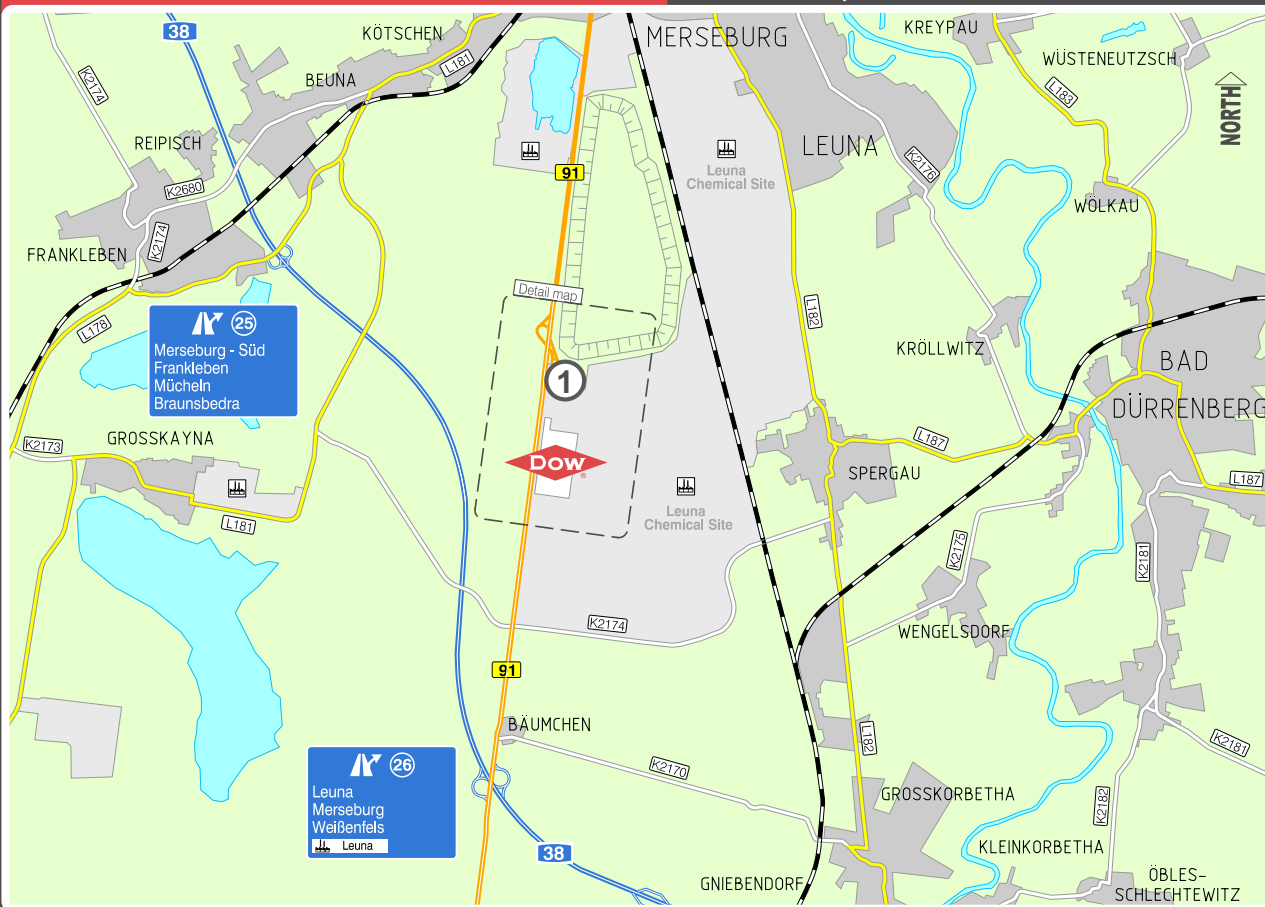 38
KÖTSCHEN
MERSEBURG
KREYPAU
WÜSTENEUTZSCH
K2174
BEUNA
L181
L183
NORTH
REIPISCH
91
Leuna
Chemical Site
LEUNA
K2176
K2680
WÖLKAU
FRANKLEBEN
K2174
Detail map
L178
25
Merseburg - Süd
Frankleben
Mücheln
Braunsbedra
L182
KRÖLLWITZ
BAD
DÜRRENBERG
1
K2173
GROSSKAYNA
L187
DOW
®
SPERGAU
L187
L181
Leuna
Chemical Site
K2175
K2181
K2174
WENGELSDORF
91
BÄUMCHEN
L182
K2181
K2170
26
Leuna
Merseburg
Weißenfels
Leuna
GROSSKORBETHA
K2182
38
KLEINKORBETHA
GNIEBENDORF
ÖBLES-
SCHLECHTEWITZ